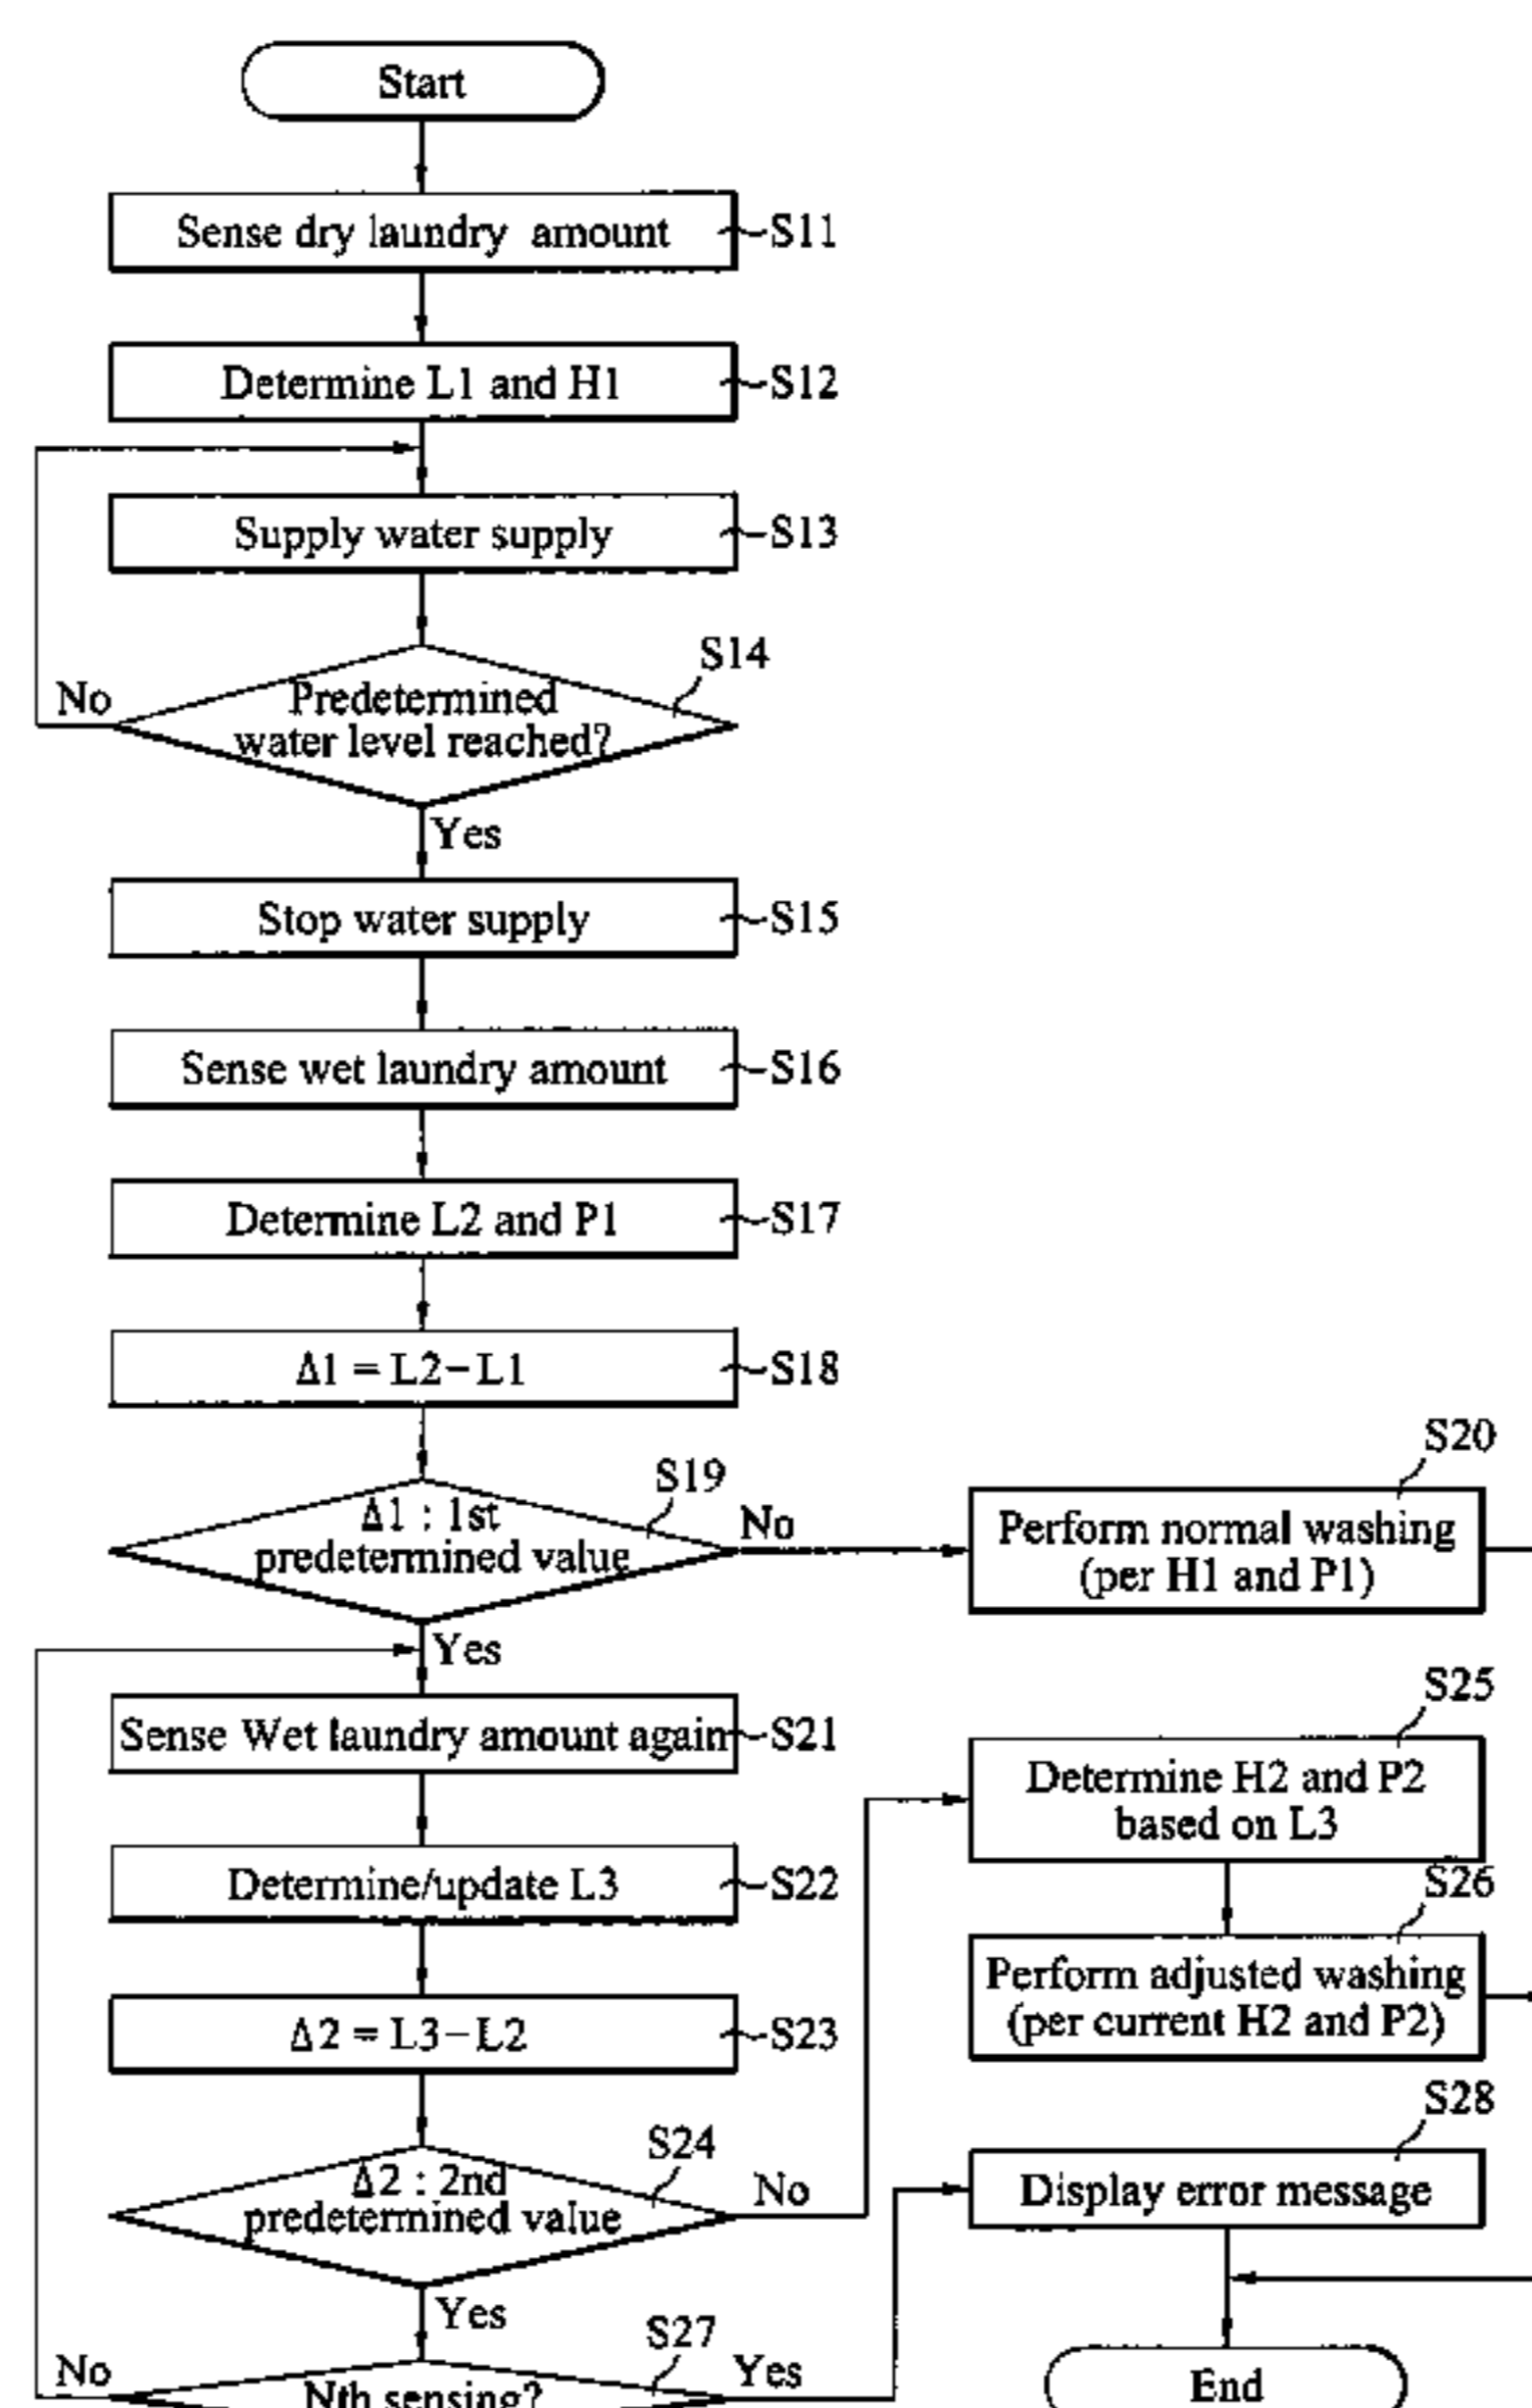 Start
Sense dry laundry amount
S11
Determine L1 and H1
S12
Supply water supply
S13
S14
Predetermined
water level reached?
No
Yes
Stop water supply
S15
Sense wet laundry amount
S16
Determine L2 and P1
S17
Δ1 = L2-L1
S18
S19
Δ1 : 1st
predetermined value
No
S20
Perform normal washing
(per H1 and P1)
Yes
Sense Wet laundry amount again
S21
Determine/update L3
S22
Δ2 = L3-L2
S23
S24
Δ2 : 2nd
predetermined value
No
S25
Determine H2 and P2
based on L3
S26
Perform adjusted washing
(per current H2 and P2)
Yes
S27
Nth sensing?
No
Yes
S28
Display error message
End